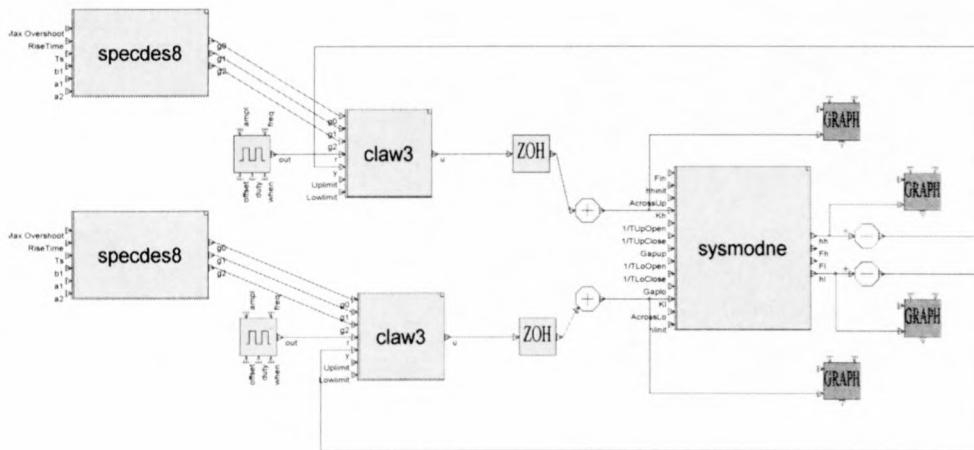 Max Overshoot
RiseTime
Ts
b1
a1
a2
specdes8
g0
g1
g2
ampl
freq
out
offset
duty
when
g0
g1
g2
r
y
Uplimit
Lowlimit
claw3
u
ZOH
GRAPH
Fin
hhinit
AcrossUp
Kh
1/TUpOpen
1/TUpClose
Gapup
1/TLoOpen
1/TLoClose
Gaplo
Kl
AcrossLo
hlinit
sysmodne
hh
Fh
Fl
hl
GRAPH
Max Overshoot
RiseTime
Ts
b1
a1
a2
specdes8
g0
g1
g2
ampl
freq
out
offset
duty
when
g0
g1
g2
r
y
Uplimit
Lowlimit
claw3
u
ZOH
GRAPH
GRAPH